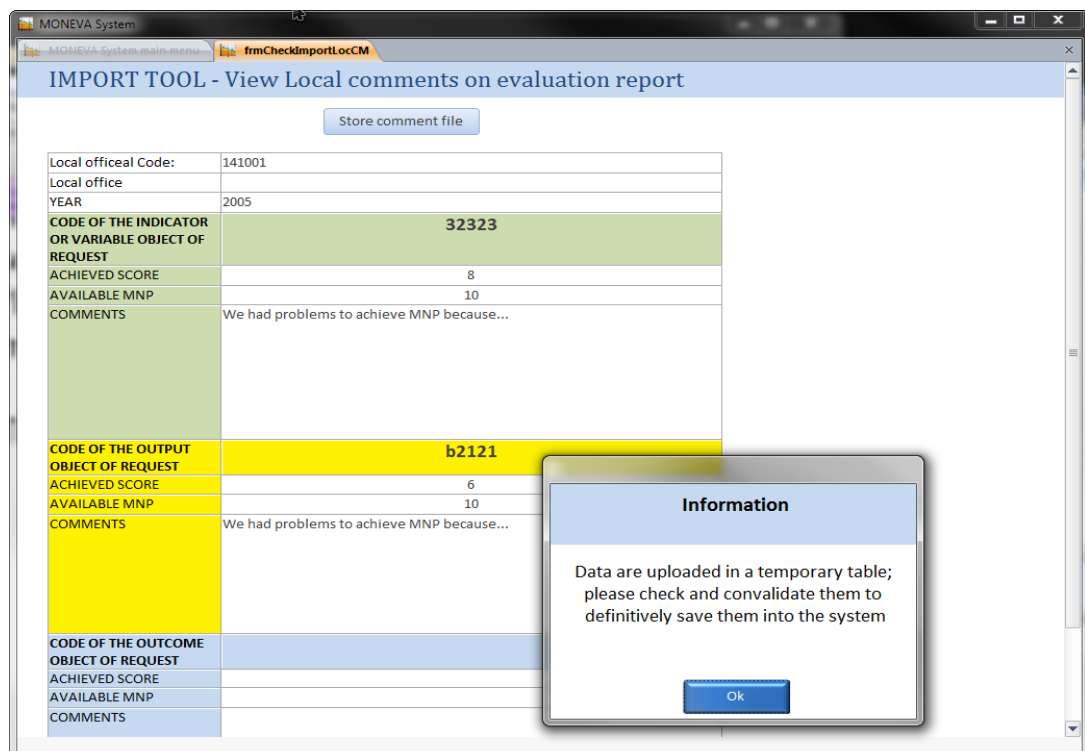 MONEVA System
MONEVA System main menu
frmCheckImportLocCM
IMPORT TOOL - View Local comments on evaluation report
Store comment file
Local officeal Code: 141001
Local office
YEAR 2005
CODE OF THE INDICATOR
OR VARIABLE OBJECT OF
REQUEST
32323
ACHIEVED SCORE 8
AVAILABLE MNP 10
COMMENTS We had problems to achieve MNP because...
CODE OF THE OUTPUT
OBJECT OF REQUEST
b2121
ACHIEVED SCORE 6
AVAILABLE MNP 10
COMMENTS We had problems to achieve MNP because...
CODE OF THE OUTCOME
OBJECT OF REQUEST
ACHIEVED SCORE
AVAILABLE MNP
COMMENTS
Information
Data are uploaded in a temporary table;
please check and convalidate them to
definitively save them into the system
Ok